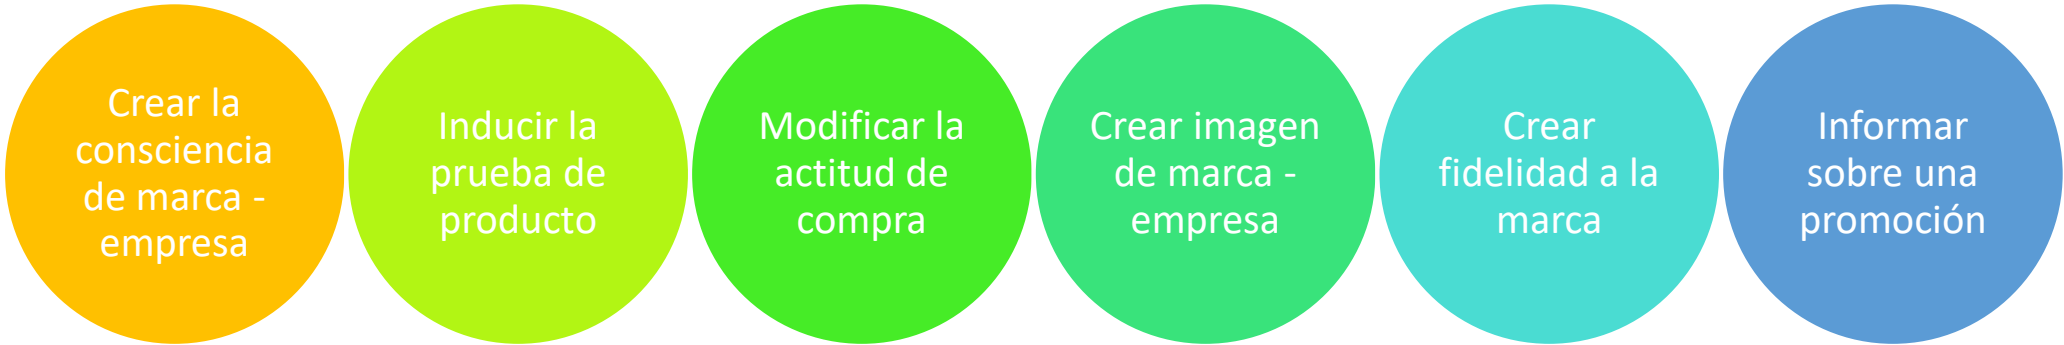 Crear la
consciencia
de marca -
empresa
Inducir la
prueba de
producto
Modificar la
actitud de
compra
Crear imagen
de marca -
empresa
Crear
fidelidad a la
marca
Informar
sobre una
promoción